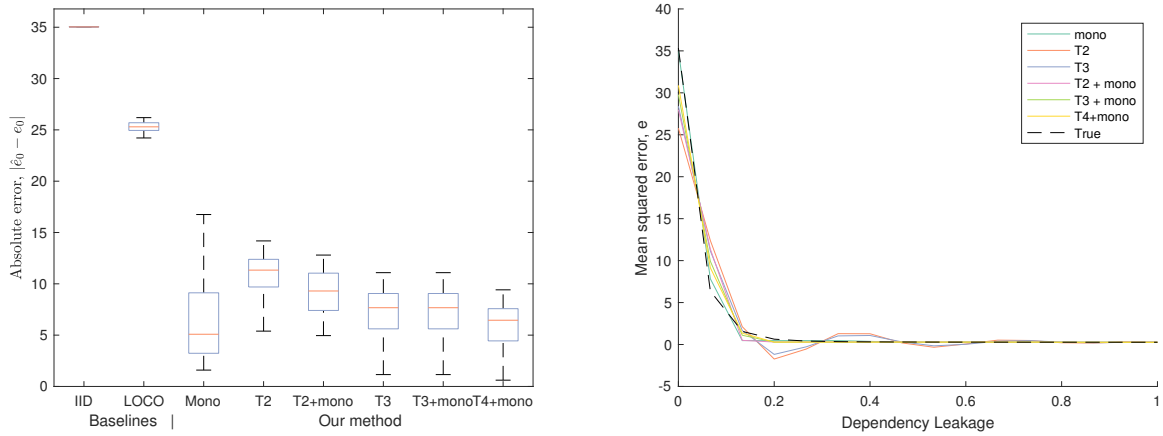 Absolute error, |ê₀ − e₀|
35
30
25
20
15
10
5
0
IID LOCO Mono T2 T2+mono T3 T3+mono T4+mono
Baselines | Our method
Mean squared error, e
40
35
30
25
20
15
10
5
0
-5
0 0.2 0.4 0.6 0.8 1
Dependency Leakage
mono
T2
T3
T2 + mono
T3 + mono
T4+mono
True